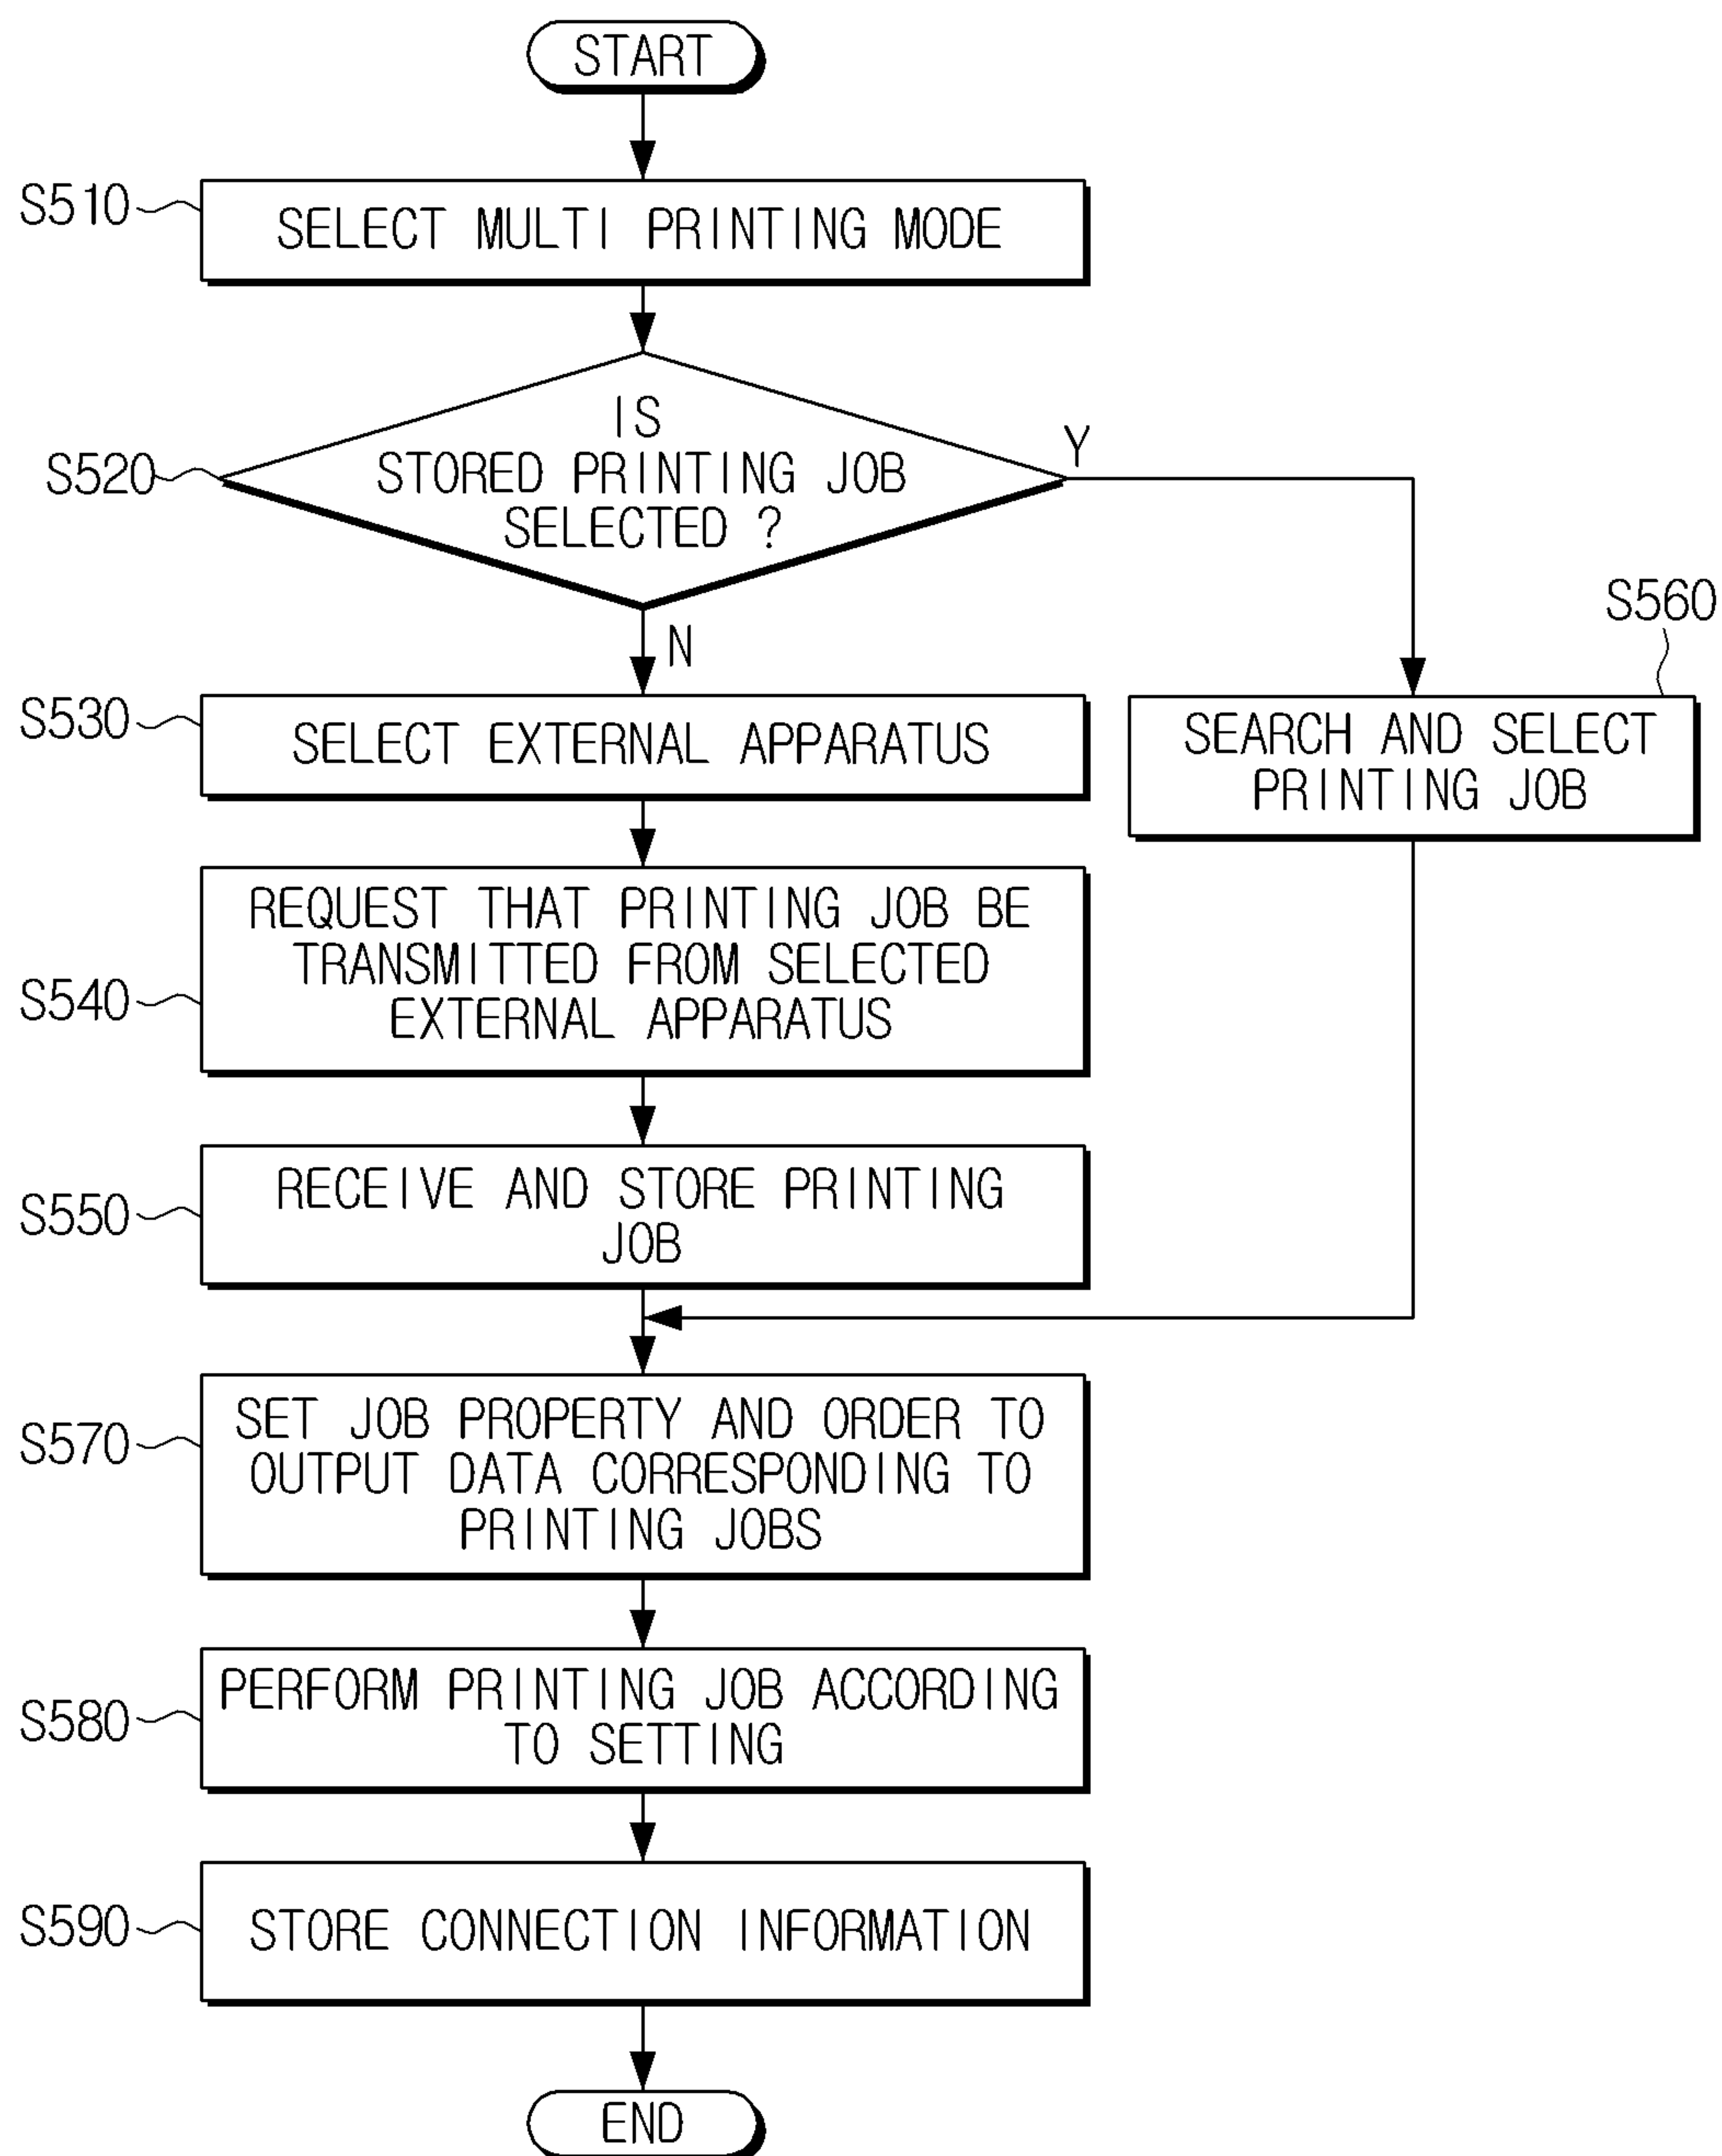 START
S510
SELECT MULTI PRINTING MODE
S520
IS
STORED PRINTING JOB
SELECTED ?
Y
N
S530
SELECT EXTERNAL APPARATUS
S560
SEARCH AND SELECT
PRINTING JOB
S540
REQUEST THAT PRINTING JOB BE
TRANSMITTED FROM SELECTED
EXTERNAL APPARATUS
S550
RECEIVE AND STORE PRINTING
JOB
S570
SET JOB PROPERTY AND ORDER TO
OUTPUT DATA CORRESPONDING TO
PRINTING JOBS
S580
PERFORM PRINTING JOB ACCORDING
TO SETTING
S590
STORE CONNECTION INFORMATION
END